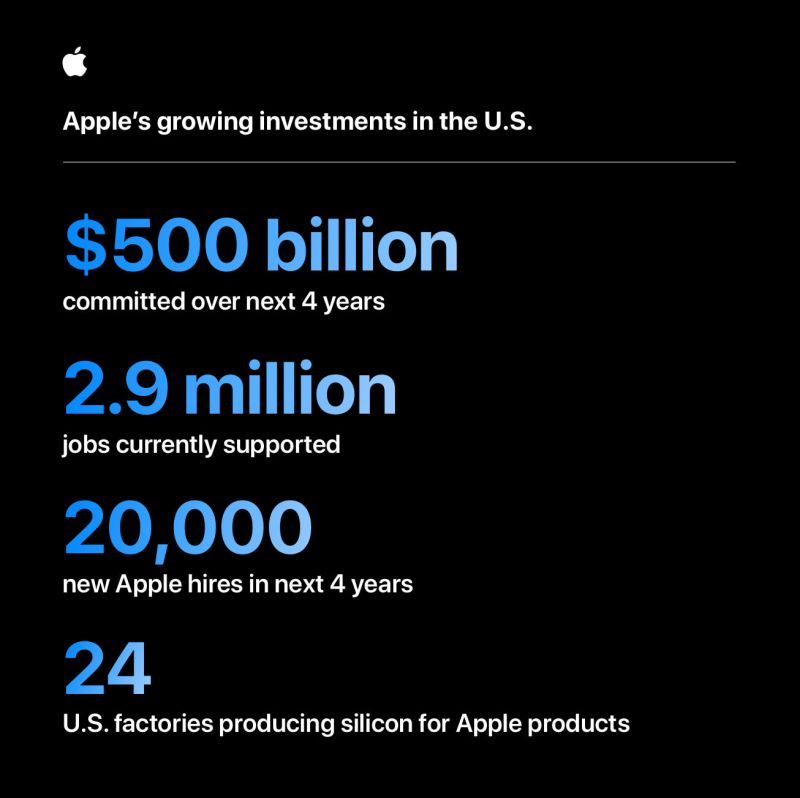 Apple’s growing investments in the U.S.
$500 billion
committed over next 4 years
2.9 million
jobs currently supported
20,000
new Apple hires in next 4 years
24
U.S. factories producing silicon for Apple products